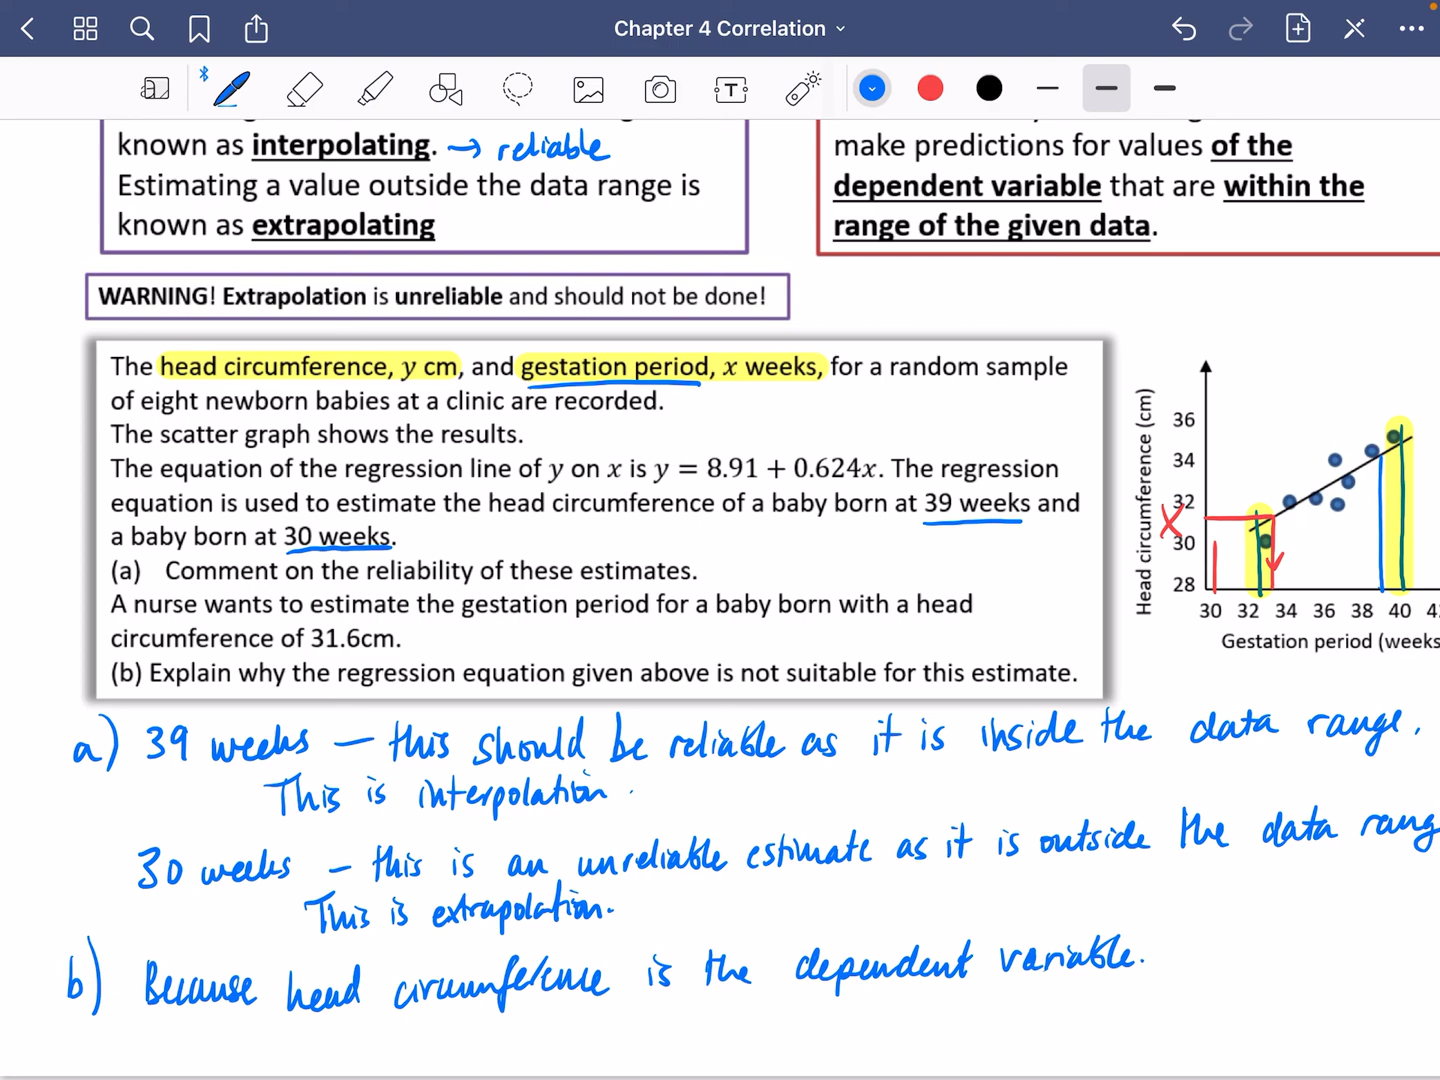 Chapter 4 Correlation
known as interpolating. → reliable
Estimating a value outside the data range is
known as extrapolating
make predictions for values of the
dependent variable that are within the
range of the given data.
WARNING! Extrapolation is unreliable and should not be done!
The head circumference, y cm, and gestation period, x weeks, for a random sample
of eight newborn babies at a clinic are recorded.
The scatter graph shows the results.
The equation of the regression line of y on x is y = 8.91 + 0.624x. The regression
equation is used to estimate the head circumference of a baby born at 39 weeks and
a baby born at 30 weeks.
(a) Comment on the reliability of these estimates.
A nurse wants to estimate the gestation period for a baby born with a head
circumference of 31.6cm.
(b) Explain why the regression equation given above is not suitable for this estimate.
Head circumference (cm)
36
34
32
30
28
30 32 34 36 38 40
Gestation period (weeks
a) 39 weeks – this should be reliable as it is inside the data range.
This is interpolation.
30 weeks – this is an unreliable estimate as it is outside the data rang
This is extrapolation.
b) Because head circumference is the dependent variable.